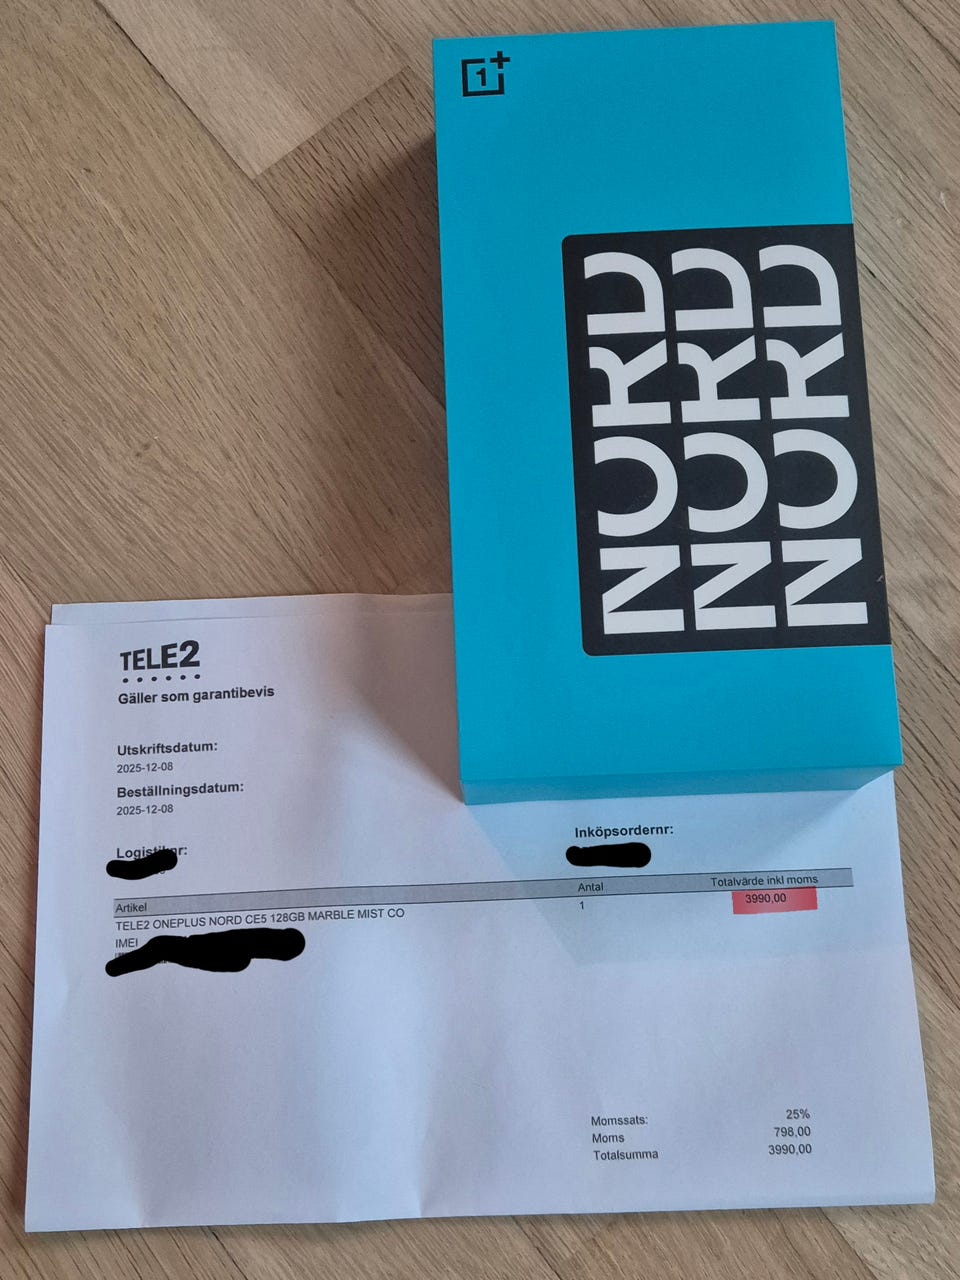 1+
NORD
NORD
NORD
TELE2
Gäller som garantibevis
Utskriftsdatum:
2025-12-08
Beställningsdatum:
2025-12-08
Logistiknr:
Inköpsordernr:
Artikel Antal Totalvärde inkl moms
TELE2 ONEPLUS NORD CE5 128GB MARBLE MIST CO 1 3990,00
IMEI
Momssats: 25%
Moms 798,00
Totalsumma 3990,00